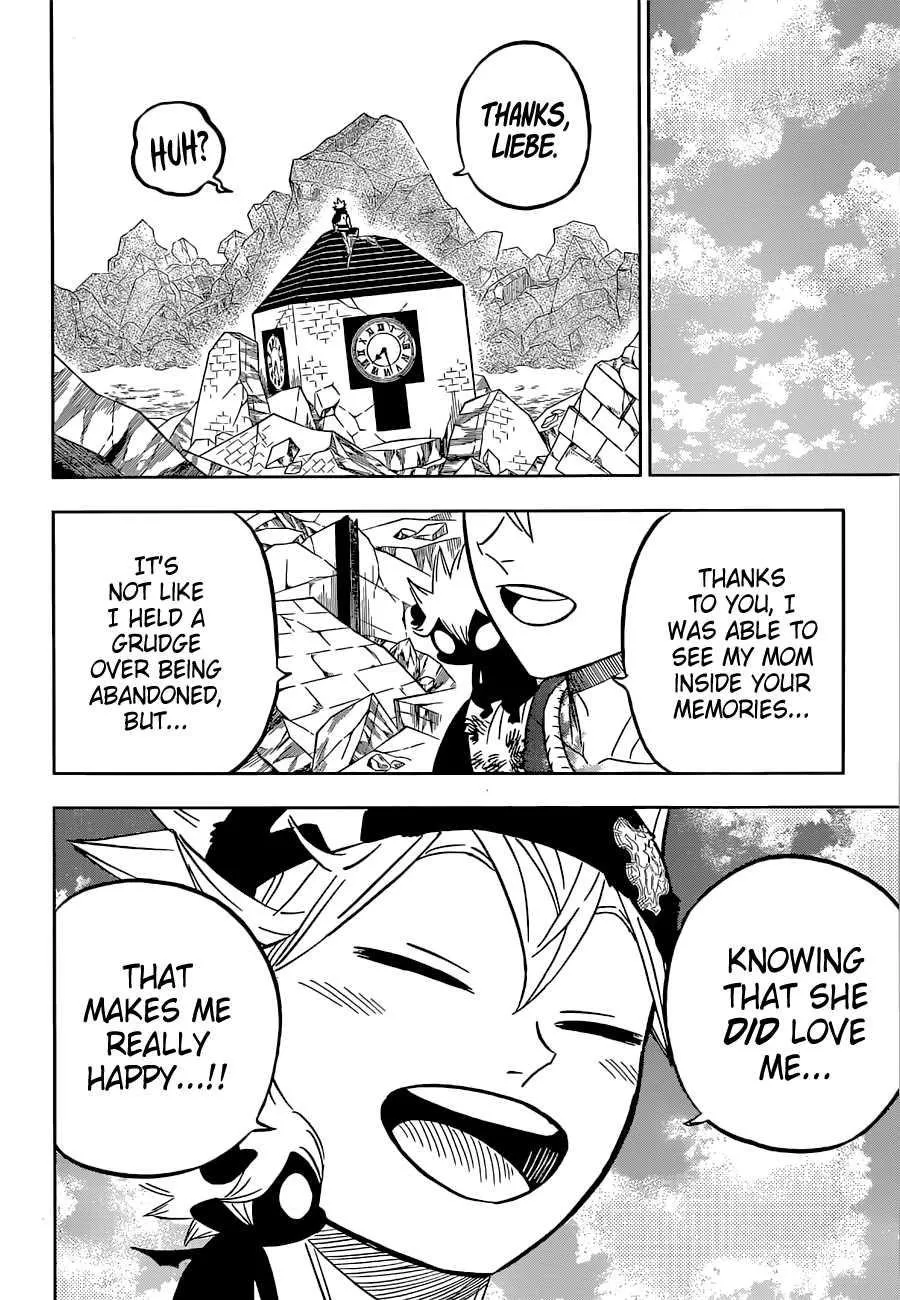 THANKS,
LIEBE.
HUH?
THANKS
TO YOU, I
WAS ABLE TO
SEE MY MOM
INSIDE YOUR
MEMORIES...
IT'S
NOT LIKE
I HELD A
GRUDGE
OVER BEING
ABANDONED,
BUT...
KNOWING
THAT SHE
DID LOVE
ME...
THAT
MAKES ME
REALLY
HAPPY...!!